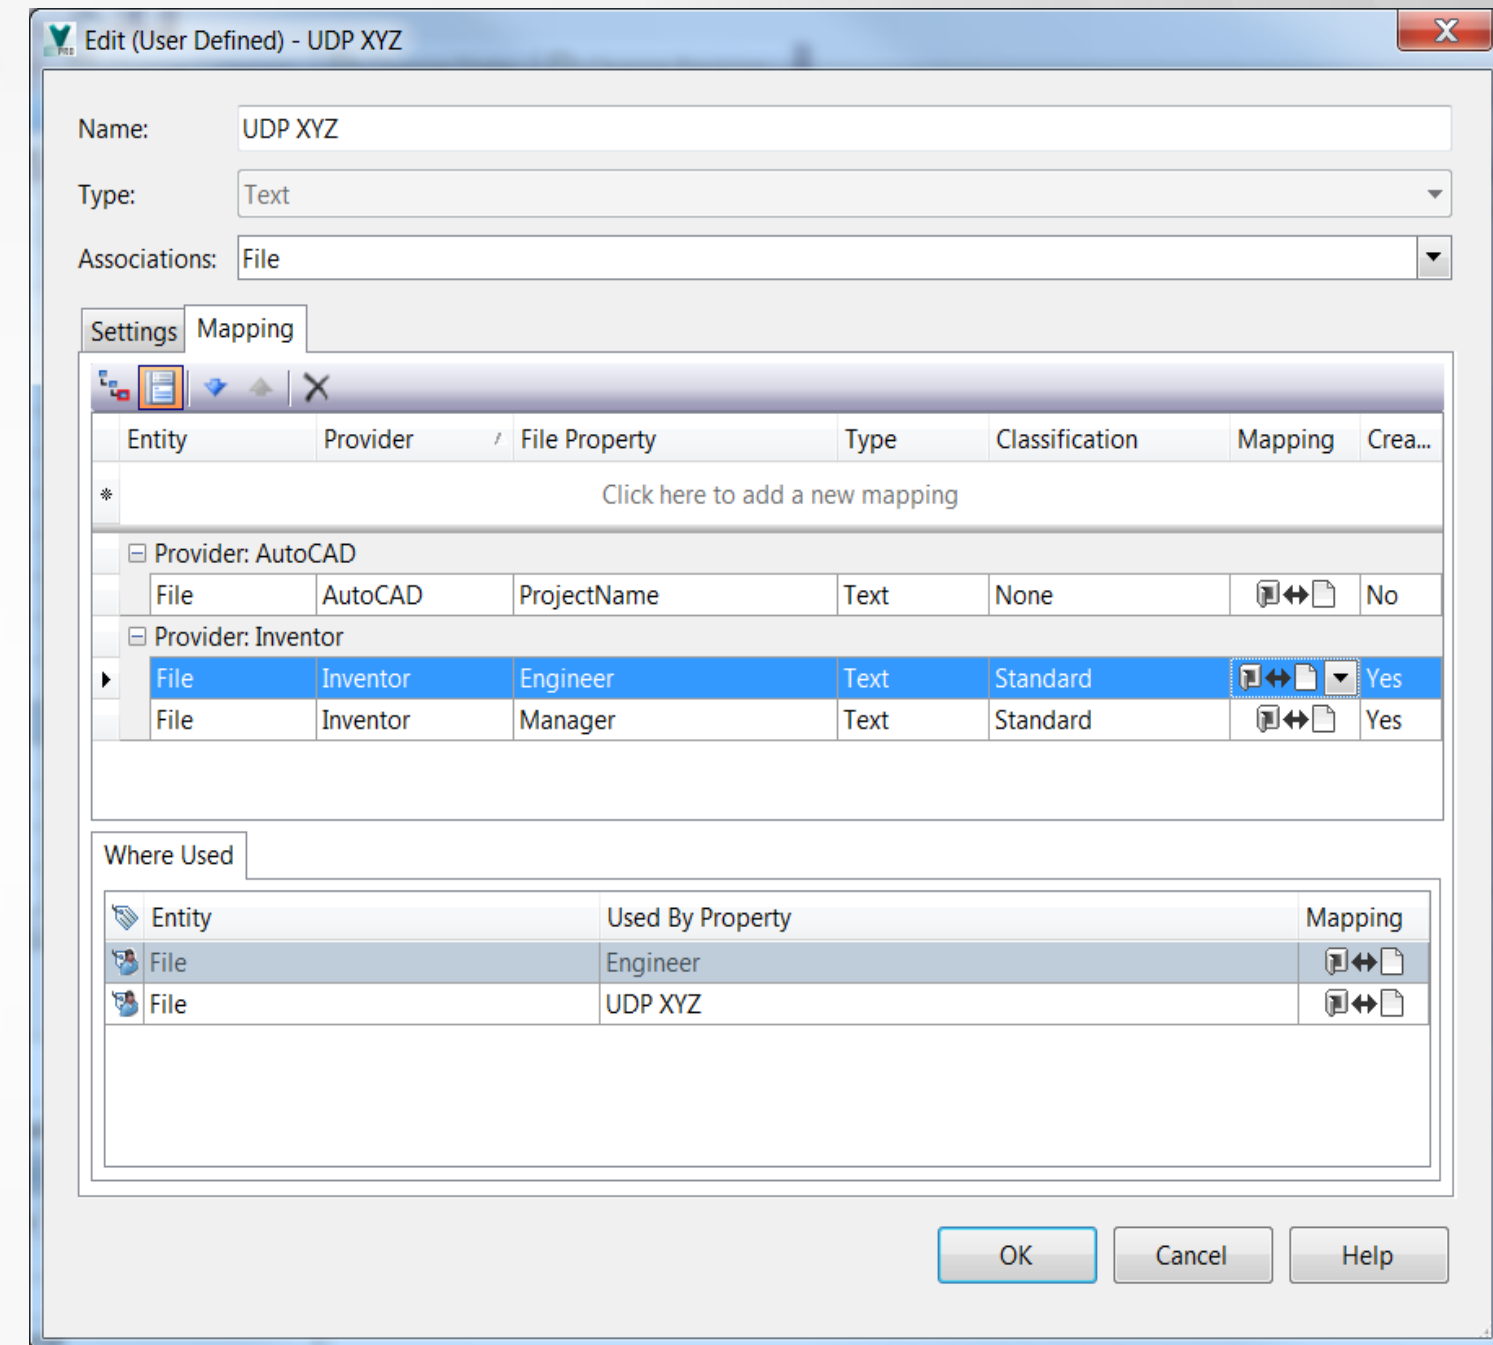 Edit (User Defined) - UDP XYZ
X
Name: UDP XYZ
Type: Text
Associations: File
Settings Mapping
Entity Provider File Property Type Classification Mapping Crea...
Click here to add a new mapping
Provider: AutoCAD
File AutoCAD ProjectName Text None No
Provider: Inventor
File Inventor Engineer Text Standard Yes
File Inventor Manager Text Standard Yes
Where Used
Entity Used By Property Mapping
File Engineer
File UDP XYZ
OK Cancel Help